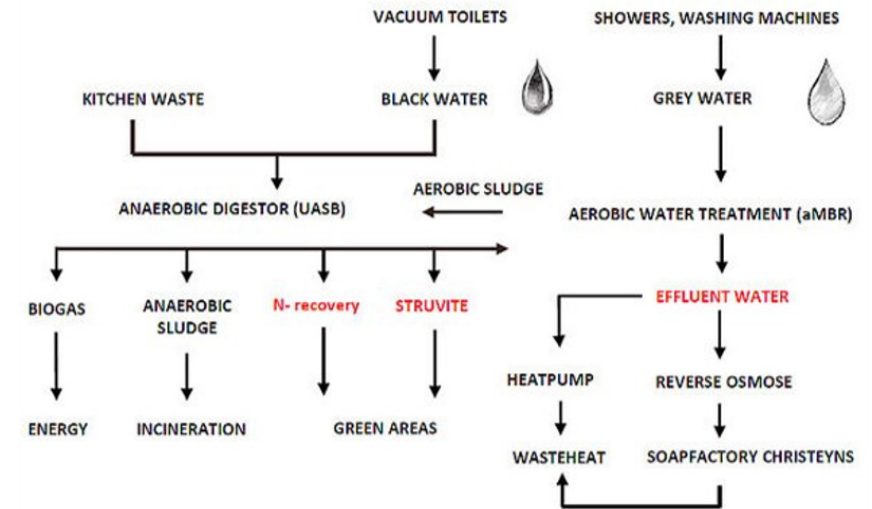 VACUUM TOILETS
SHOWERS, WASHING MACHINES
KITCHEN WASTE
BLACK WATER
GREY WATER
AEROBIC SLUDGE
ANAEROBIC DIGESTOR (UASB)
AEROBIC WATER TREATMENT (aMBR)
BIOGAS
ANAEROBIC
SLUDGE
N- recovery
STRUVITE
EFFLUENT WATER
HEATPUMP
REVERSE OSMOSE
ENERGY
INCINERATION
GREEN AREAS
WASTEHEAT
SOAPFACTORY CHRISTEYNS